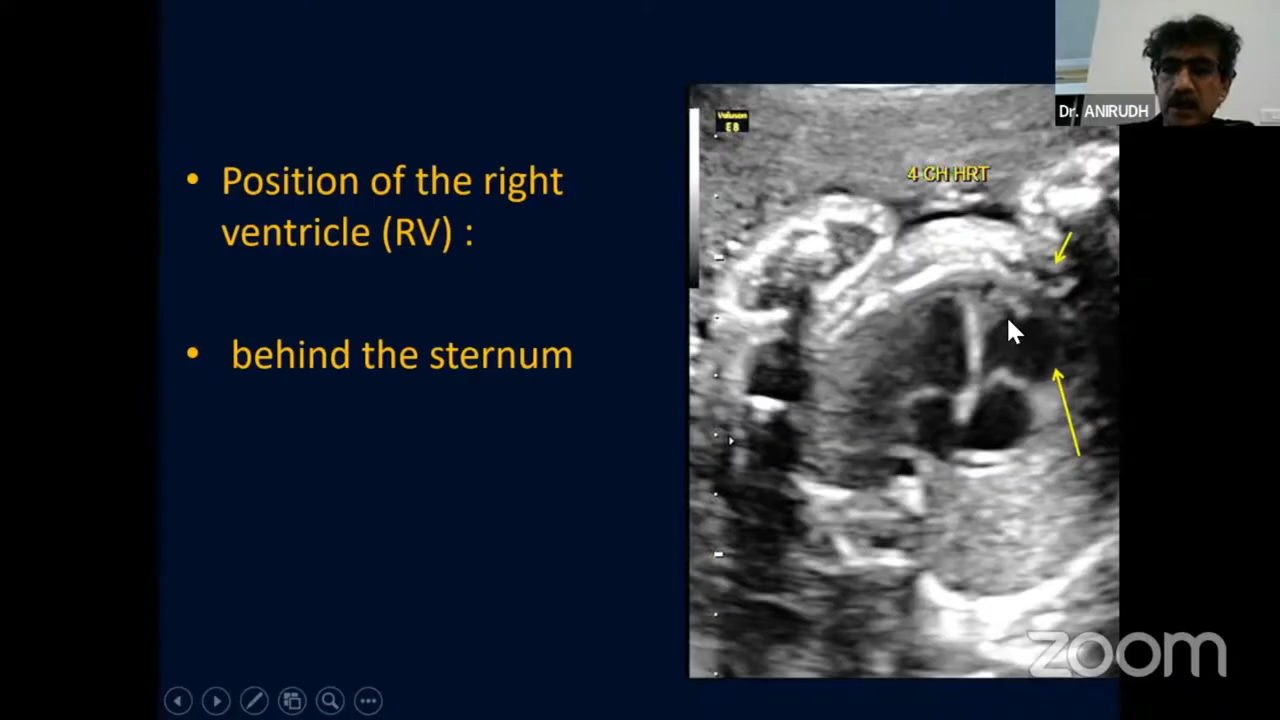 Dr. ANIRUDH
Voluson
E8
4 CH HRT
• Position of the right
ventricle (RV) :
• behind the sternum
zoom